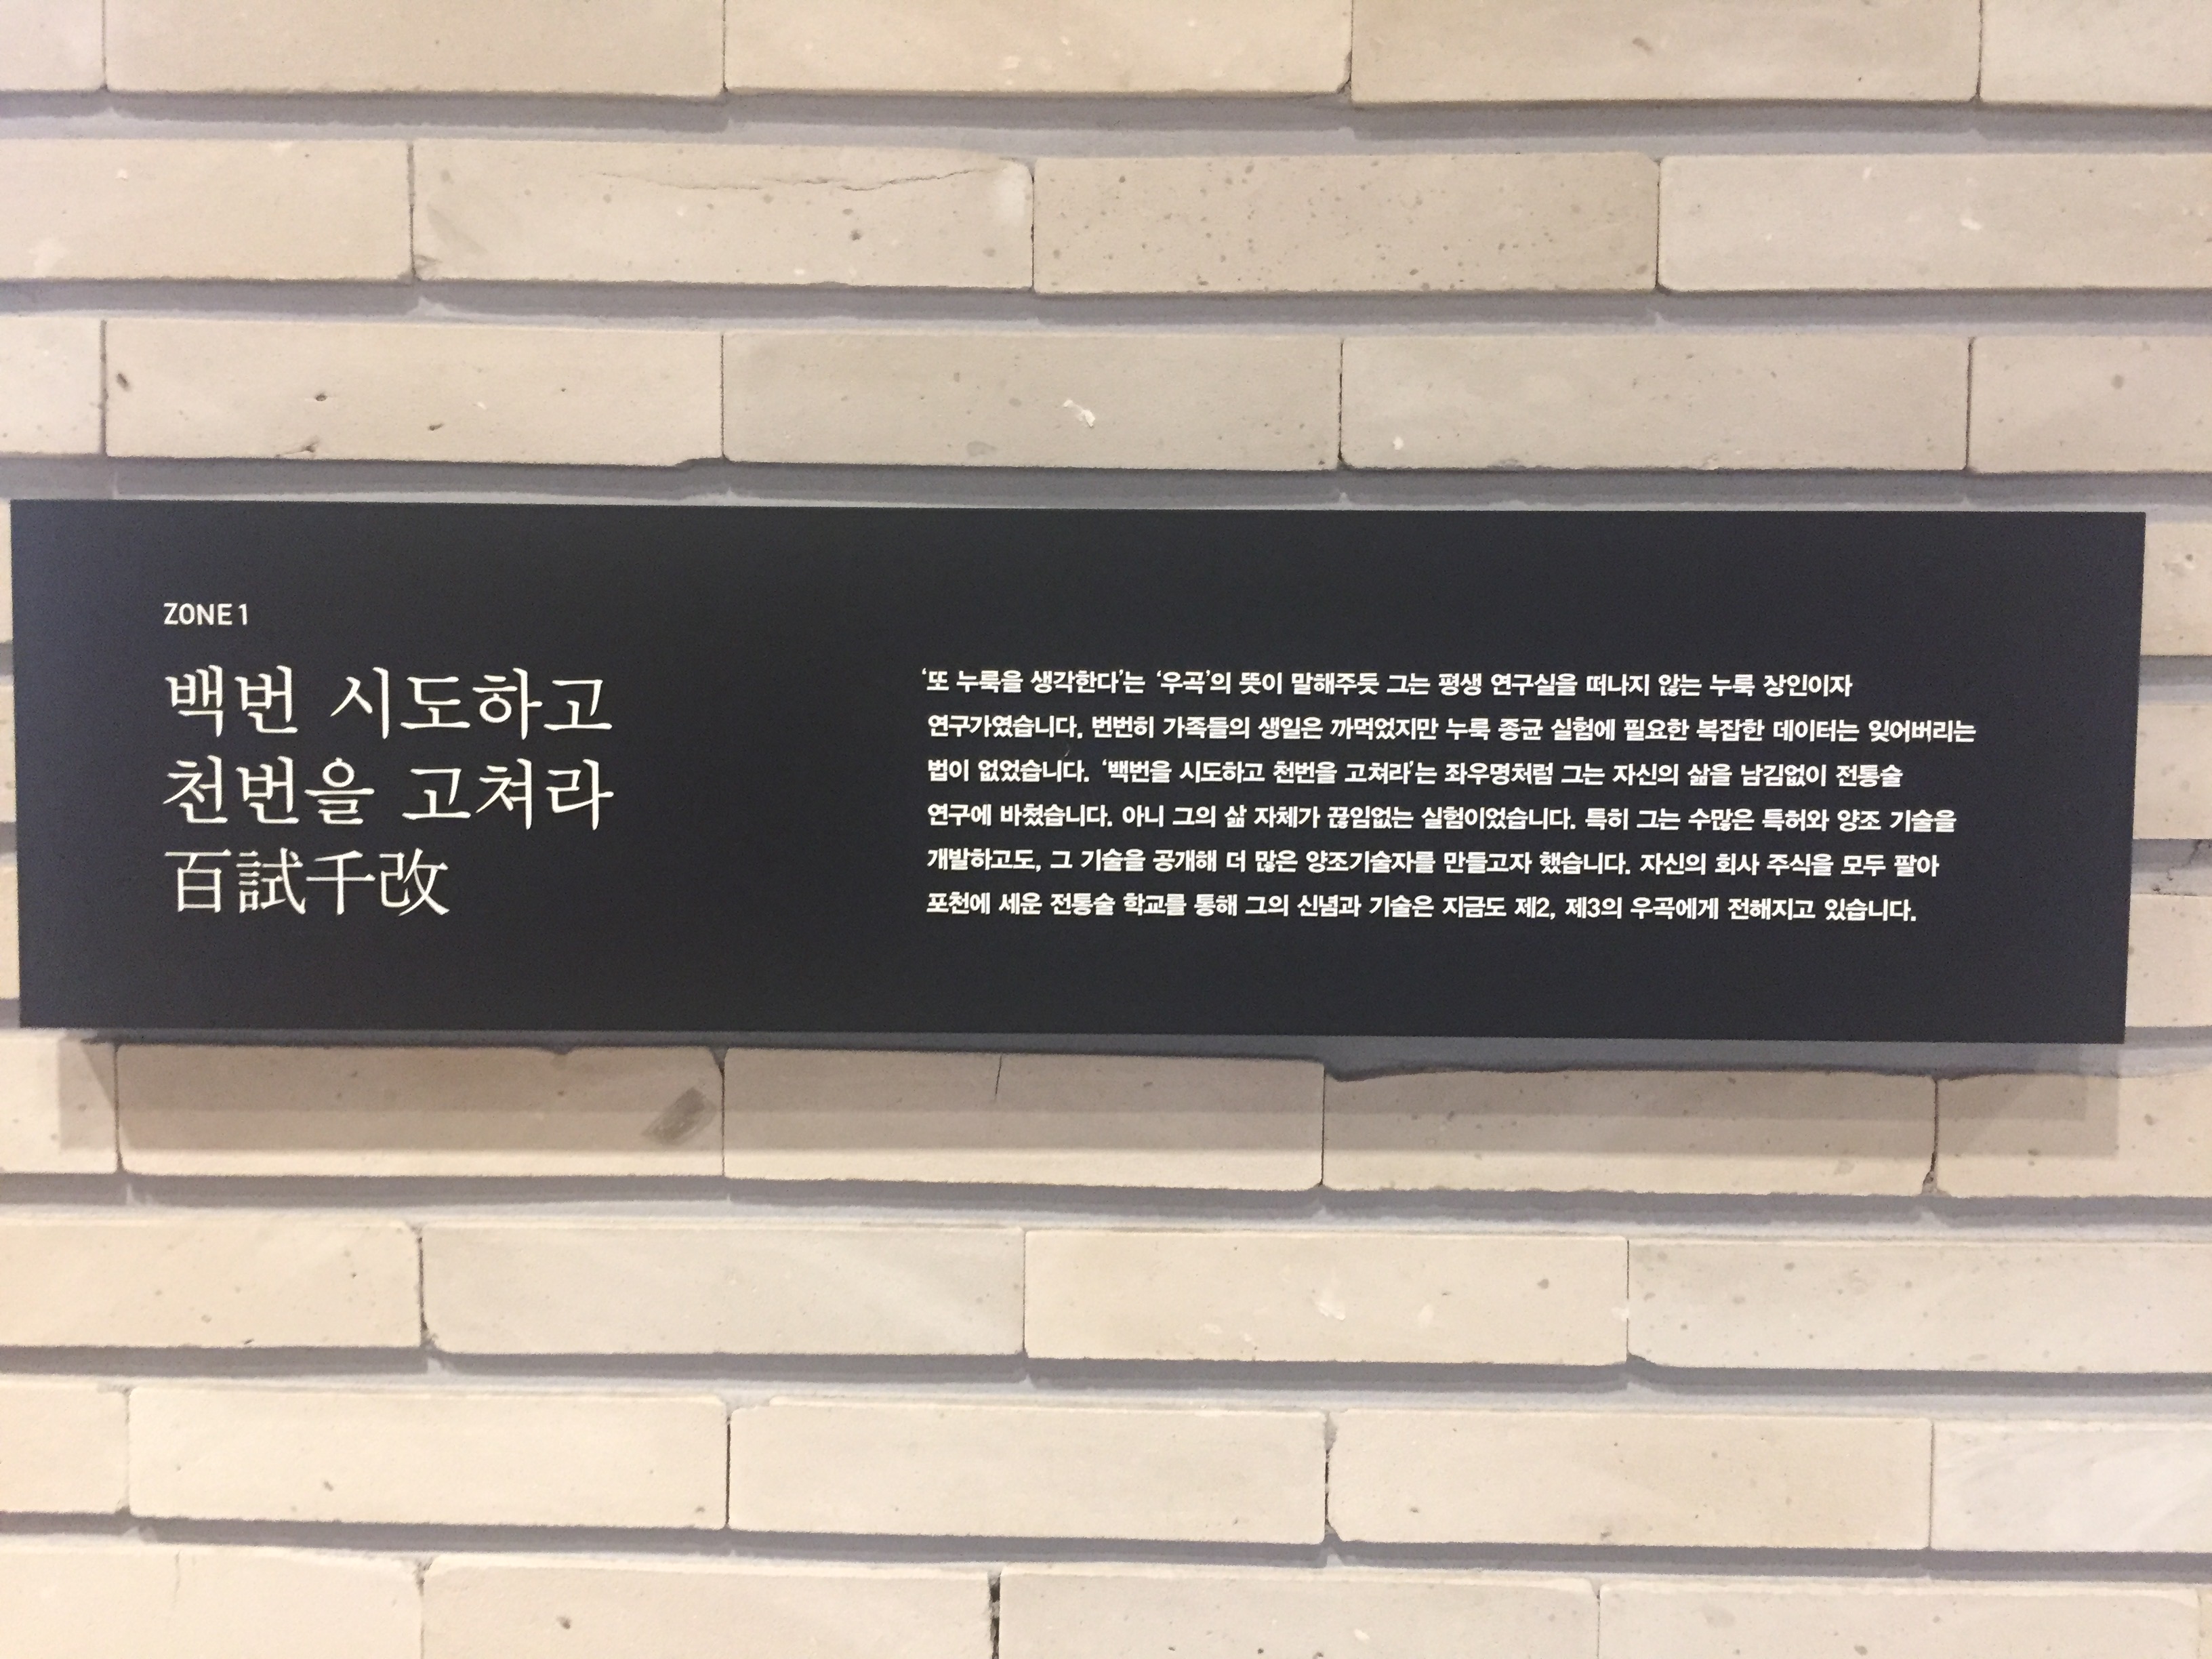 ZONE1
백번 시도하고
천번을 고쳐라
百試千改
‘또 누룩을 생각한다’는 ‘우곡’의 뜻이 말해주듯 그는 평생 연구실을 떠나지 않는 누룩 장인이자
연구가였습니다. 번번히 가족들의 생일은 까먹었지만 누룩 종균 실험에 필요한 복잡한 데이터는 잊어버리는
법이 없었습니다. ‘백번을 시도하고 천번을 고쳐라’는 좌우명처럼 그는 자신의 삶을 남김없이 전통술
연구에 바쳤습니다. 아니 그의 삶 자체가 끊임없는 실험이었습니다. 특히 그는 수많은 특허와 양조 기술을
개발하고도, 그 기술을 공개해 더 많은 양조기술자를 만들고자 했습니다. 자신의 회사 주식을 모두 팔아
포천에 세운 전통술 학교를 통해 그의 신념과 기술은 지금도 제2, 제3의 우곡에게 전해지고 있습니다.